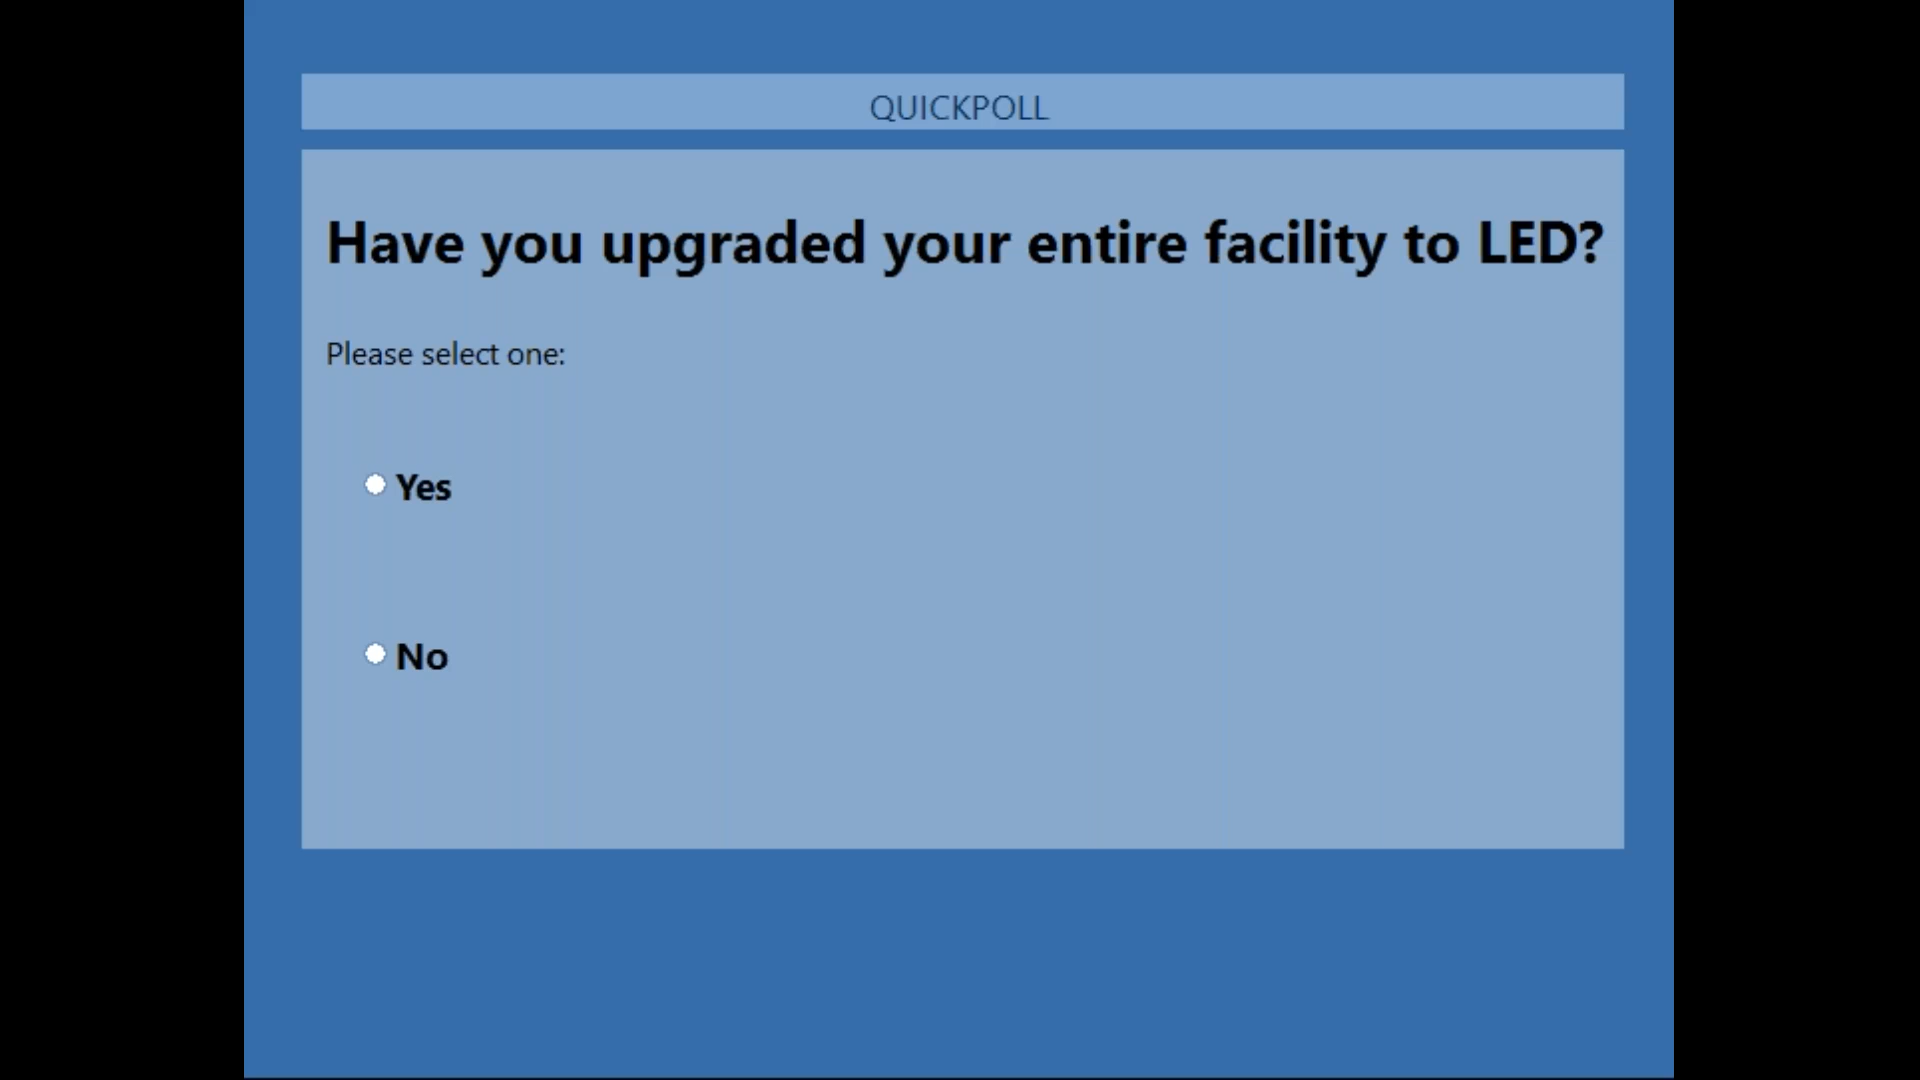 QUICKPOLL
Have you upgraded your entire facility to LED?
Please select one:
Yes
No